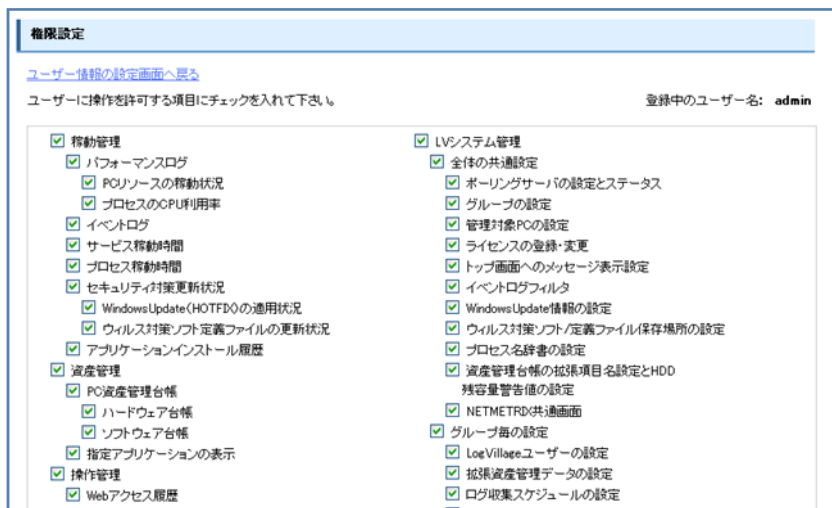 権限設定
ユーザー情報の設定画面へ戻る
ユーザーに操作を許可する項目にチェックを入れて下さい。
登録中のユーザー名: admin
稼動管理
パフォーマンスログ
PCリソースの稼動状況
プロセスのCPU利用率
イベントログ
サービス稼動時間
プロセス稼動時間
セキュリティ対策更新状況
WindowsUpdate(HOTFIX)の適用状況
ウィルス対策ソフト定義ファイルの更新状況
アプリケーションインストール履歴
資産管理
PC資産管理台帳
ハードウェア台帳
ソフトウェア台帳
指定アプリケーションの表示
操作管理
Webアクセス履歴
LVシステム管理
全体の共通設定
ポーリングサーバの設定とステータス
グループの設定
管理対象PCの設定
ライセンスの登録・変更
トップ画面へのメッセージ表示設定
イベントログフィルタ
WindowsUpdate情報の設定
ウィルス対策ソフト/定義ファイル保存場所の設定
プロセス名辞書の設定
資産管理台帳の拡張項目名設定とHDD
残容量警告値の設定
NETMETRIX共通画面
グループ毎の設定
LogVillageユーザーの設定
拡張資産管理データの設定
ログ収集スケジュールの設定